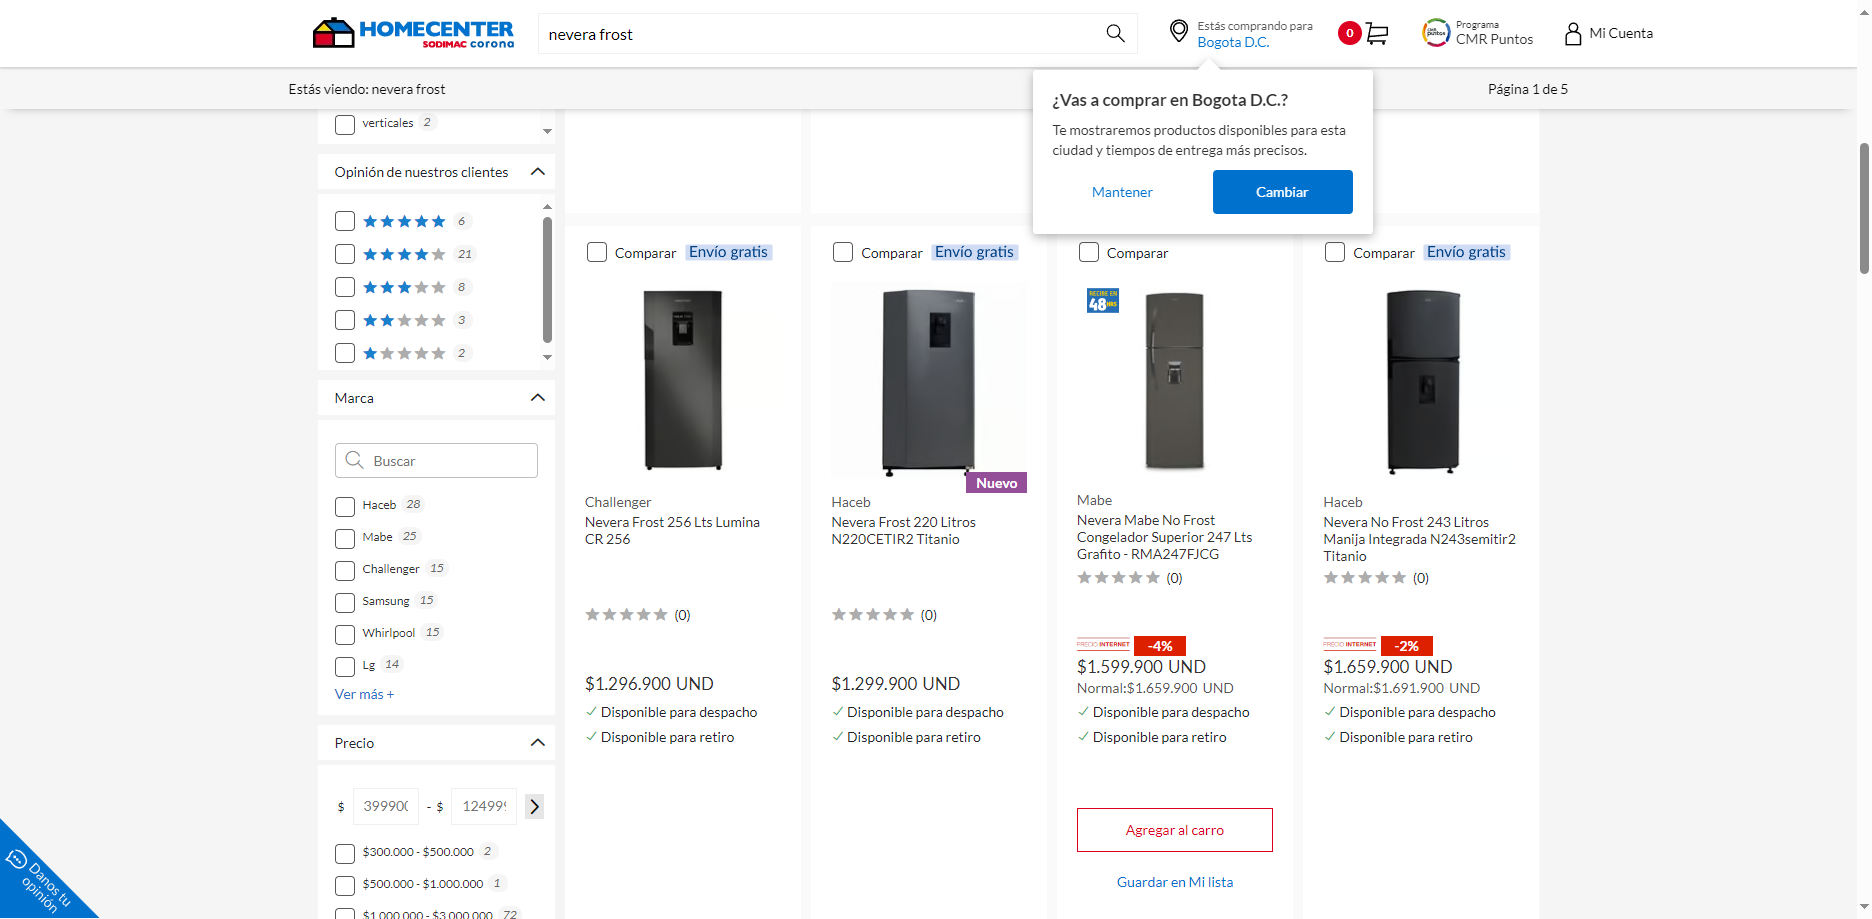 HOMECENTER
SODIMAC corona
nevera frost
Estás comprando para
Bogota D.C.
0
Programa
CMR Puntos
Mi Cuenta
Estás viendo: nevera frost
Página 1 de 5
¿Vas a comprar en Bogota D.C.?
Te mostraremos productos disponibles para esta
ciudad y tiempos de entrega más precisos.
Mantener
Cambiar
verticales 2
Opinión de nuestros clientes
6
21
8
3
2
Marca
Buscar
Haceb 28
Mabe 25
Challenger 15
Samsung 15
Whirlpool 15
Lg 14
Ver más +
Precio
$ 39990 - $ 12499
$300.000 - $500.000 2
$500.000 - $1.000.000 1
$1.000.000 - $3.000.000 72
Danos tu
opinión
Comparar Envío gratis
Challenger
Nevera Frost 256 Lts Lumina
CR 256
(0)
$1.296.900 UND
Disponible para despacho
Disponible para retiro
Comparar Envío gratis
Nuevo
Haceb
Nevera Frost 220 Litros
N220CETIR2 Titanio
(0)
$1.299.900 UND
Disponible para despacho
Disponible para retiro
Comparar
RECIBE EN
48 HRS
Mabe
Nevera Mabe No Frost
Congelador Superior 247 Lts
Grafito - RMA247FJCG
(0)
PRECIO INTERNET -4%
$1.599.900 UND
Normal:$1.659.900 UND
Disponible para despacho
Disponible para retiro
Agregar al carro
Guardar en Mi lista
Comparar Envío gratis
Haceb
Nevera No Frost 243 Litros
Manija Integrada N243semitir2
Titanio
(0)
PRECIO INTERNET -2%
$1.659.900 UND
Normal:$1.691.900 UND
Disponible para despacho
Disponible para retiro